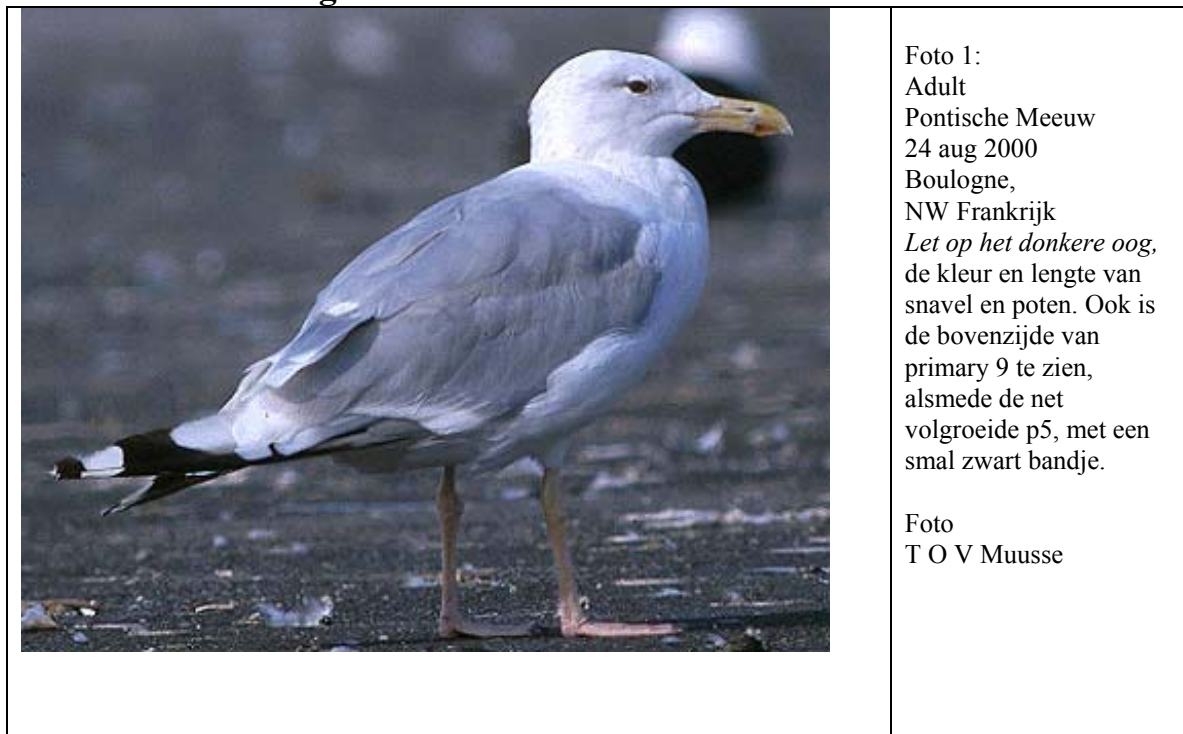 Foto 1:
Adult
Pontische Meeuw
24 aug 2000
Boulogne,
NW Frankrijk
Let op het donkere oog,
de kleur en lengte van
snavel en poten. Ook is
de bovenzijde van
primary 9 te zien,
alsmede de net
volgroeide p5, met een
smal zwart bandje.
Foto
T O V Muusse